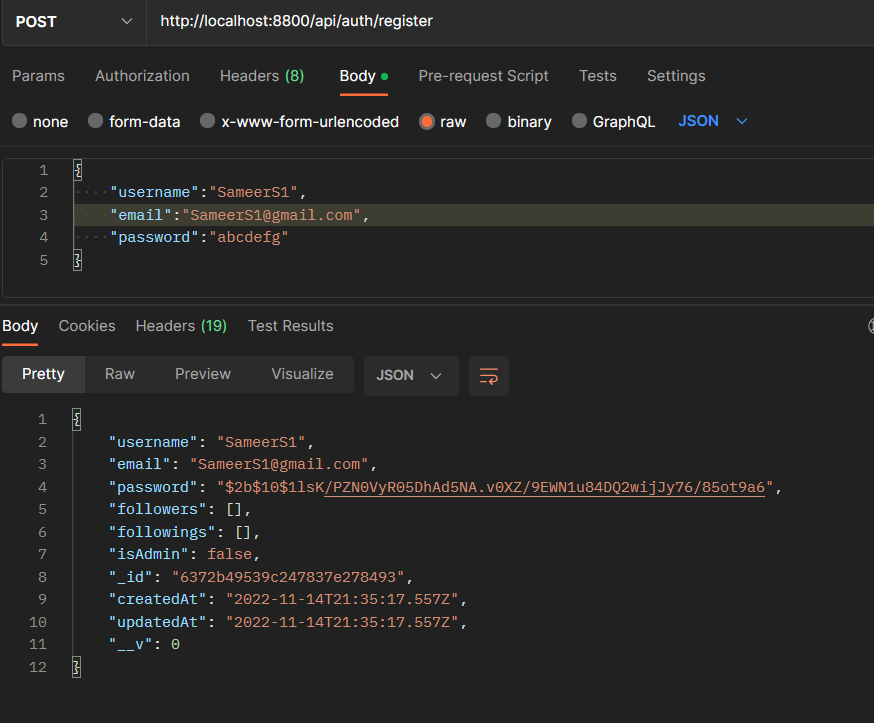 POST http://localhost:8800/api/auth/register
Params Authorization Headers (8) Body Pre-request Script Tests Settings
none form-data x-www-form-urlencoded raw binary GraphQL JSON
1 {
2 "username":"SameerS1",
3 "email":"SameerS1@gmail.com",
4 "password":"abcdefg"
5 }
Body Cookies Headers (19) Test Results
Pretty Raw Preview Visualize JSON
1 {
2 "username": "SameerS1",
3 "email": "SameerS1@gmail.com",
4 "password": "$2b$10$1lsK/PZN0VyR05DhAd5NA.v0XZ/9EWN1u84DQ2wijJy76/85ot9a6",
5 "followers": [],
6 "followings": [],
7 "isAdmin": false,
8 "_id": "6372b49539c247837e278493",
9 "createdAt": "2022-11-14T21:35:17.557Z",
10 "updatedAt": "2022-11-14T21:35:17.557Z",
11 "__v": 0
12 }